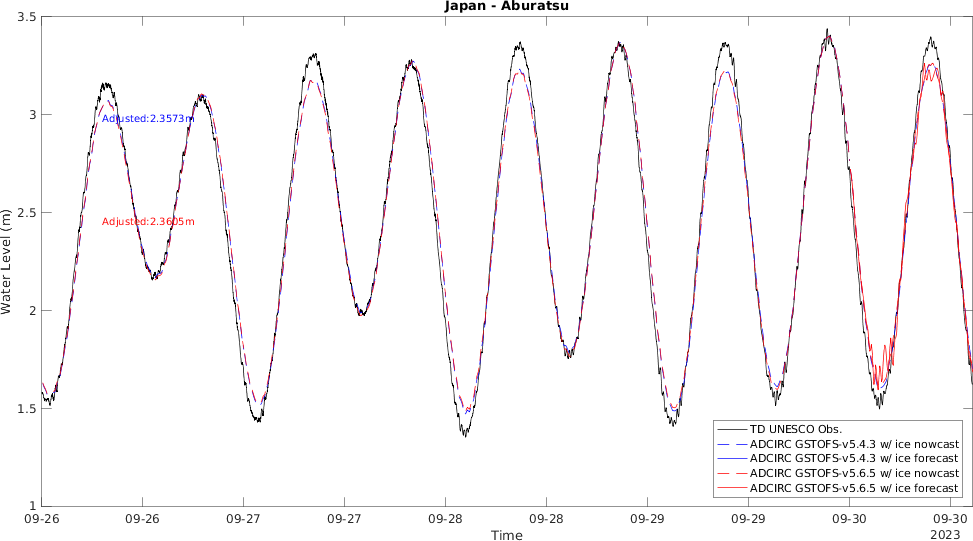 Japan - Aburatsu
3.5
3
2.5
2
1.5
1
Water Level (m)
Adjusted:2.3573m
Adjusted:2.3605m
TD UNESCO Obs.
ADCIRC GSTOFS-v5.4.3 w/ ice nowcast
ADCIRC GSTOFS-v5.4.3 w/ ice forecast
ADCIRC GSTOFS-v5.6.5 w/ ice nowcast
ADCIRC GSTOFS-v5.6.5 w/ ice forecast
09-26 09-26 09-27 09-27 09-28 09-28 09-29 09-29 09-30 09-30
2023
Time